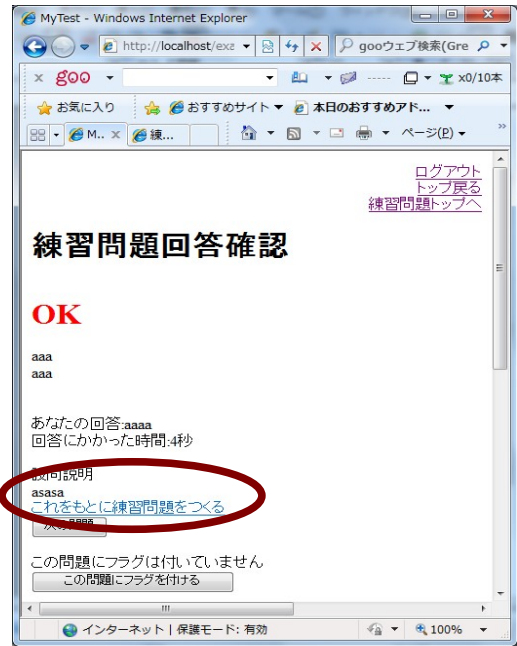 MyTest - Windows Internet Explorer
http://localhost/exa
gooウェブ検索(Gre
goo
x0/10本
お気に入り
おすすめサイト
本日のおすすめアド...
M..
練...
ページ(P)
ログアウト
トップ戻る
練習問題トップへ
練習問題回答確認
OK
aaa
aaa
あなたの回答:aaaa
回答にかかった時間:4秒
設問説明
asasa
これをもとに練習問題をつくる
次の問題
この問題にフラグは付いていません
この問題にフラグを付ける
インターネット | 保護モード: 有効
100%